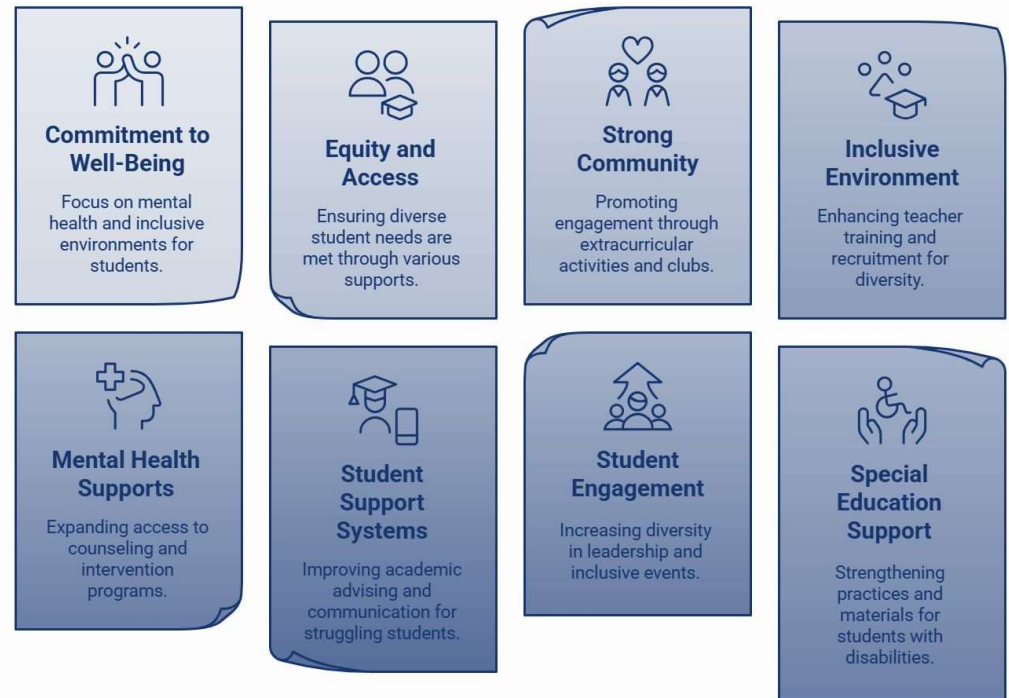 Commitment to
Well-Being
Focus on mental
health and inclusive
environments for
students.
Equity and
Access
Ensuring diverse
student needs are
met through various
supports.
Strong
Community
Promoting
engagement through
extracurricular
activities and clubs.
Inclusive
Environment
Enhancing teacher
training and
recruitment for
diversity.
Mental Health
Supports
Expanding access to
counseling and
intervention
programs.
Student
Support
Systems
Improving academic
advising and
communication for
struggling students.
Student
Engagement
Increasing diversity
in leadership and
inclusive events.
Special
Education
Support
Strengthening
practices and
materials for
students with
disabilities.